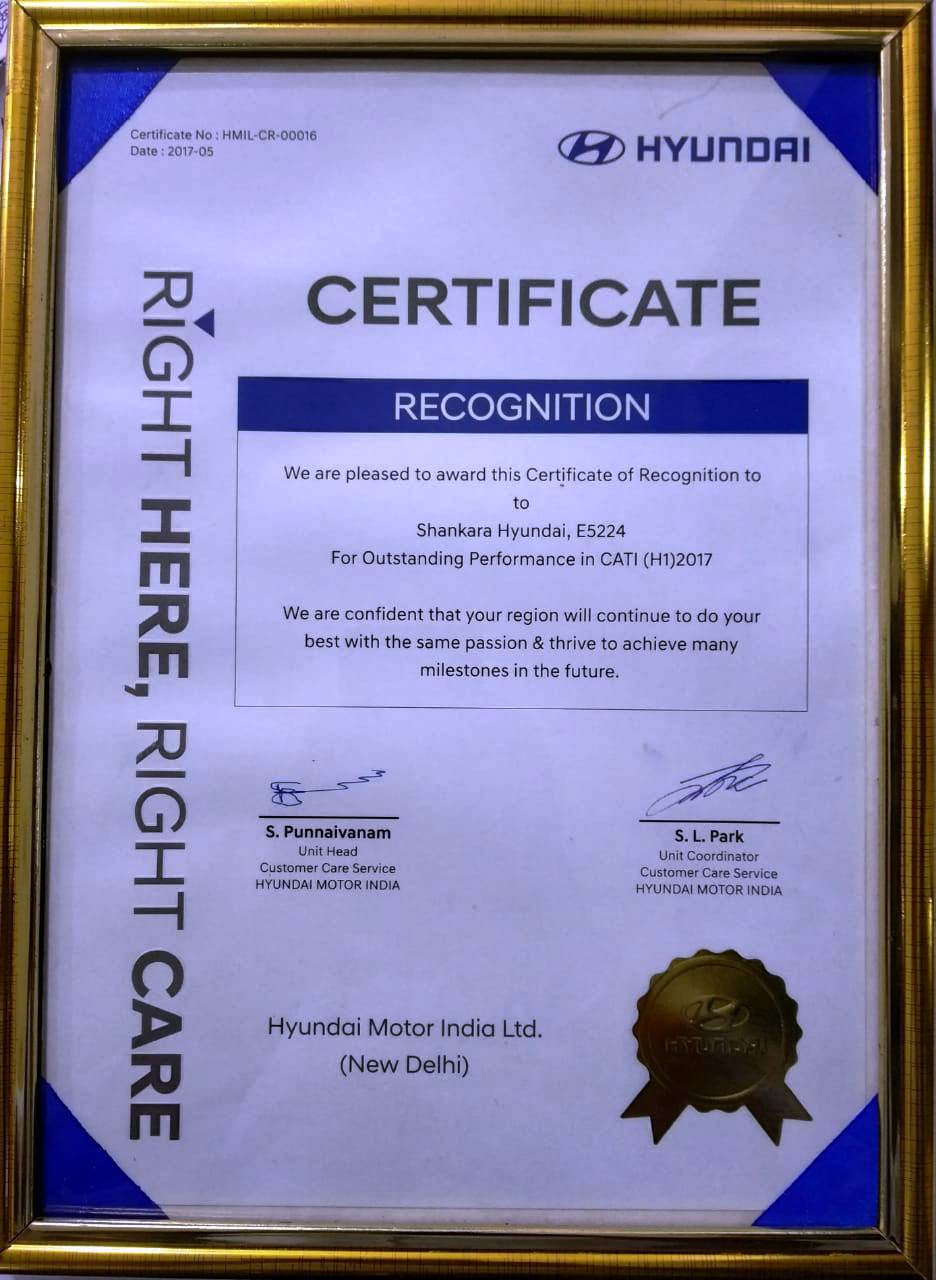 Certificate No : HMIL-CR-00016
Date : 2017-05
HYUNDAI
CERTIFICATE
RIGHT HERE, RIGHT CARE
RECOGNITION
We are pleased to award this Certificate of Recognition to
to
Shankara Hyundai, E5224
For Outstanding Performance in CATI (H1)2017
We are confident that your region will continue to do your
best with the same passion & thrive to achieve many
milestones in the future.
S. Punnaivanam
Unit Head
Customer Care Service
HYUNDAI MOTOR INDIA
S. L. Park
Unit Coordinator
Customer Care Service
HYUNDAI MOTOR INDIA
Hyundai Motor India Ltd.
(New Delhi)
HYUNDAI